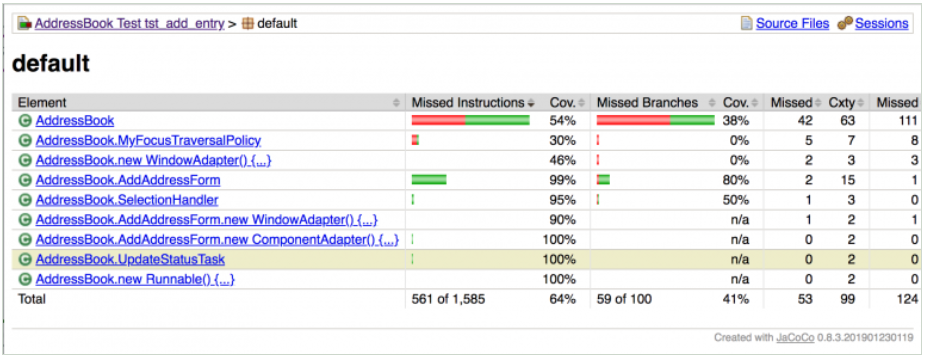 AddressBook Test tst_add_entry > default Source Files Sessions
default
Element Missed Instructions Cov. Missed Branches Cov. Missed Cxty Missed
AddressBook 54% 38% 42 63 111
AddressBook.MyFocusTraversalPolicy 30% 0% 5 7 8
AddressBook.new WindowAdapter() {...} 46% 0% 2 3 3
AddressBook.AddAddressForm 99% 80% 2 15 1
AddressBook.SelectionHandler 95% 50% 1 3 0
AddressBook.AddAddressForm.new WindowAdapter() {...} 90% n/a 1 2 1
AddressBook.AddAddressForm.new ComponentAdapter() {...} 100% n/a 0 2 0
AddressBook.UpdateStatusTask 100% n/a 0 2 0
AddressBook.new Runnable() {...} 100% n/a 0 2 0
Total 561 of 1,585 64% 59 of 100 41% 53 99 124
Created with JaCoCo 0.8.3.201901230119